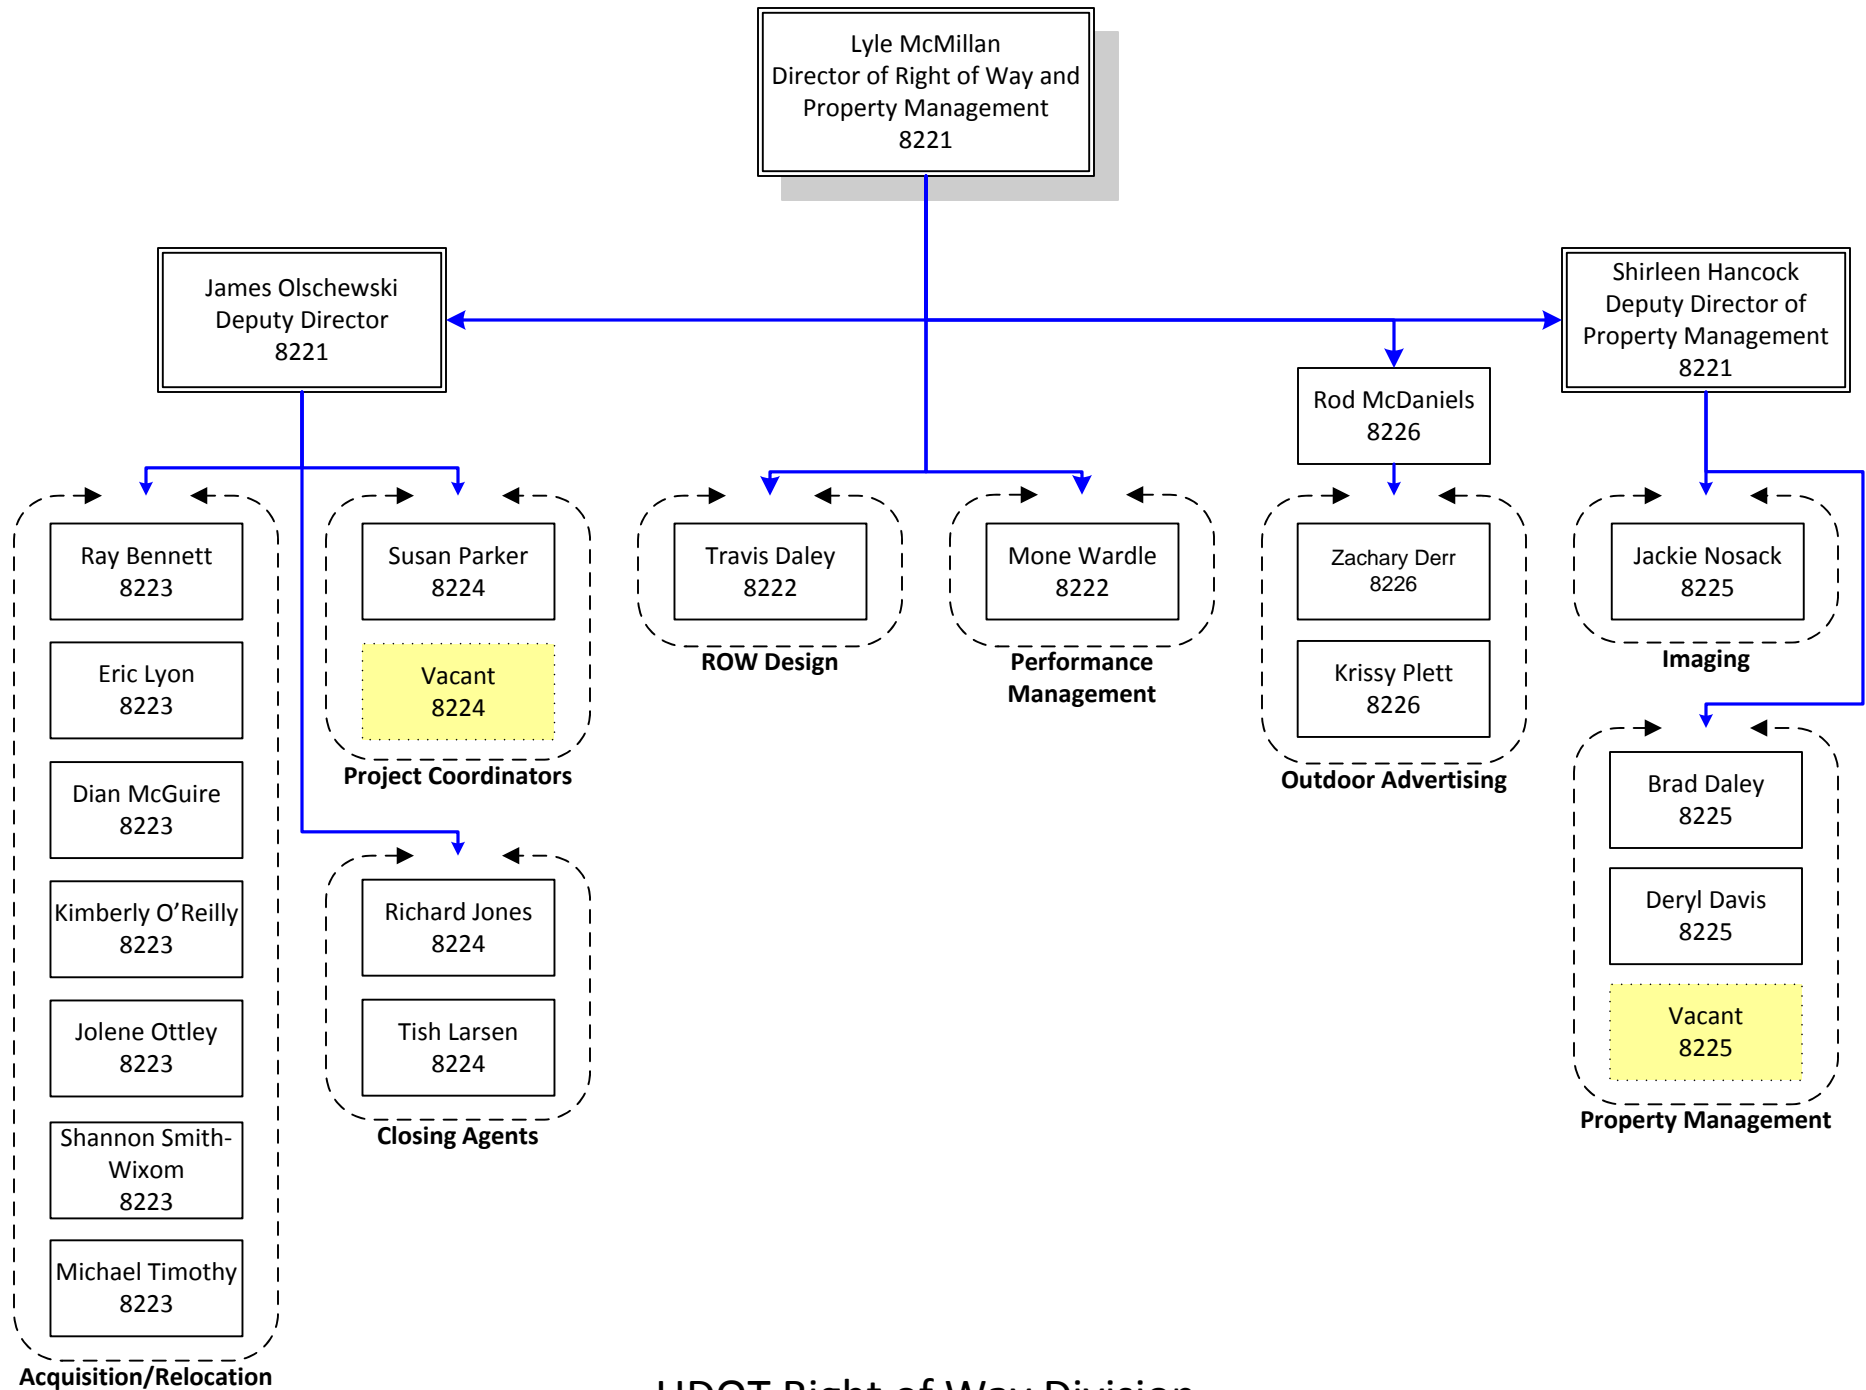 Lyle McMillan
Director of Right of Way and
Property Management
8221
James Olschewski
Deputy Director
8221
Shirleen Hancock
Deputy Director of
Property Management
8221
Rod McDaniels
8226
Ray Bennett
8223
Eric Lyon
8223
Dian McGuire
8223
Kimberly O'Reilly
8223
Jolene Ottley
8223
Shannon Smith-
Wixom
8223
Michael Timothy
8223
Acquisition/Relocation
Susan Parker
8224
Vacant
8224
Project Coordinators
Richard Jones
8224
Tish Larsen
8224
Closing Agents
Travis Daley
8222
ROW Design
Mone Wardle
8222
Performance
Management
Zachary Derr
8226
Krissy Plett
8226
Outdoor Advertising
Jackie Nosack
8225
Imaging
Brad Daley
8225
Deryl Davis
8225
Vacant
8225
Property Management
UDOT Right of Way Division